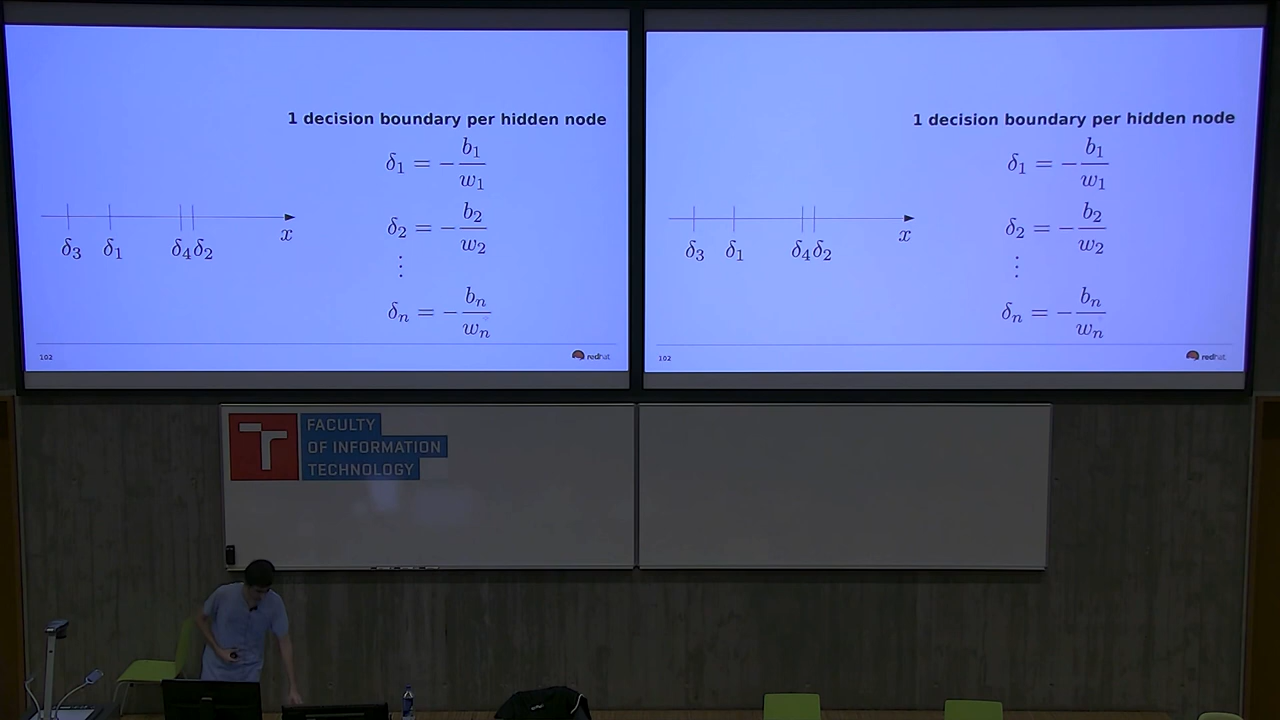 1 decision boundary per hidden node
δ₁ = − b₁/w₁
δ₂ = − b₂/w₂
⋮
δₙ = − bₙ/wₙ
δ₃ δ₁ δ₄ δ₂ x
102
redhat
1 decision boundary per hidden node
δ₁ = − b₁/w₁
δ₂ = − b₂/w₂
⋮
δₙ = − bₙ/wₙ
δ₃ δ₁ δ₄ δ₂ x
102
redhat
T
FACULTY
OF INFORMATION
TECHNOLOGY